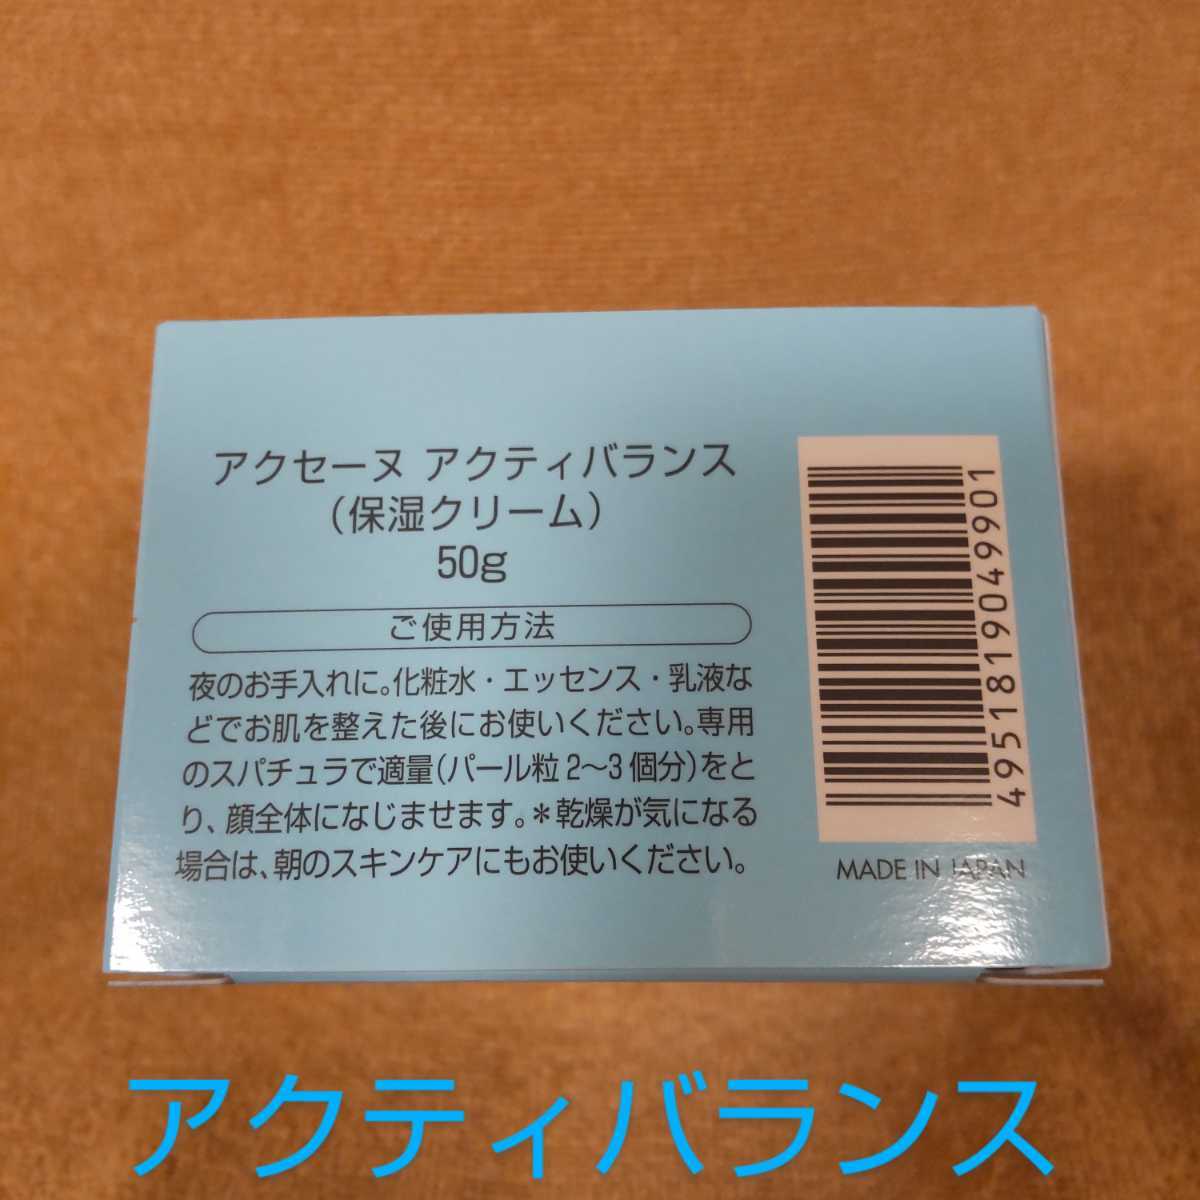 アクセーヌ アクティバランス
（保湿クリーム）
50g
ご使用方法
夜のお手入れに。化粧水・エッセンス・乳液な
どでお肌を整えた後にお使いください。専用
のスパチュラで適量（パール粒2〜3個分）をと
り、顔全体になじませます。＊乾燥が気になる
場合は、朝のスキンケアにもお使いください。
4951819049901
MADE IN JAPAN
アクティバランス